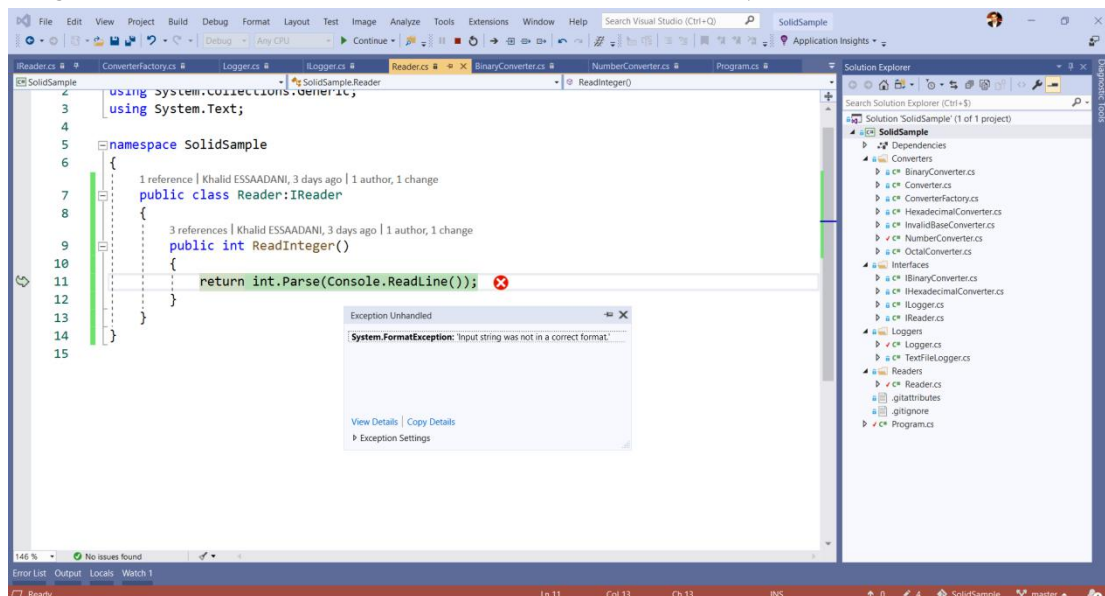 File Edit View Project Build Debug Format Layout Test Image Analyze Tools Extensions Window Help Search Visual Studio (Ctrl+Q) SolidSample
Debug Any CPU Continue Application Insights
IReader.cs ConverterFactory.cs Logger.cs ILogger.cs Reader.cs BinaryConverter.cs NumberConverter.cs Program.cs
SolidSample SolidSample.Reader ReadInteger()
2 using System.Collections.Generic;
3 using System.Text;
4
5 namespace SolidSample
6 {
1 reference | Khalid ESSAADANI, 3 days ago | 1 author, 1 change
7 public class Reader:IReader
8 {
3 references | Khalid ESSAADANI, 3 days ago | 1 author, 1 change
9 public int ReadInteger()
10 {
11 return int.Parse(Console.ReadLine());
12 }
13 }
14 }
15
Exception Unhandled
System.FormatException: 'Input string was not in a correct format.'
View Details | Copy Details
Exception Settings
146 % No issues found
Error List Output Locals Watch 1
Ready Ln 11 Col 13 Ch 13 INS 0 4 SolidSample master
Solution Explorer
Search Solution Explorer (Ctrl+$)
Solution 'SolidSample' (1 of 1 project)
SolidSample
Dependencies
Converters
C# BinaryConverter.cs
C# Converter.cs
C# ConverterFactory.cs
C# HexadecimalConverter.cs
C# InvalidBaseConverter.cs
C# NumberConverter.cs
C# OctalConverter.cs
Interfaces
C# IBinaryConverter.cs
C# IHexadecimalConverter.cs
C# ILogger.cs
C# IReader.cs
Loggers
C# Logger.cs
C# TextFileLogger.cs
Readers
C# Reader.cs
.gitattributes
.gitignore
C# Program.cs
Diagnostic Tools